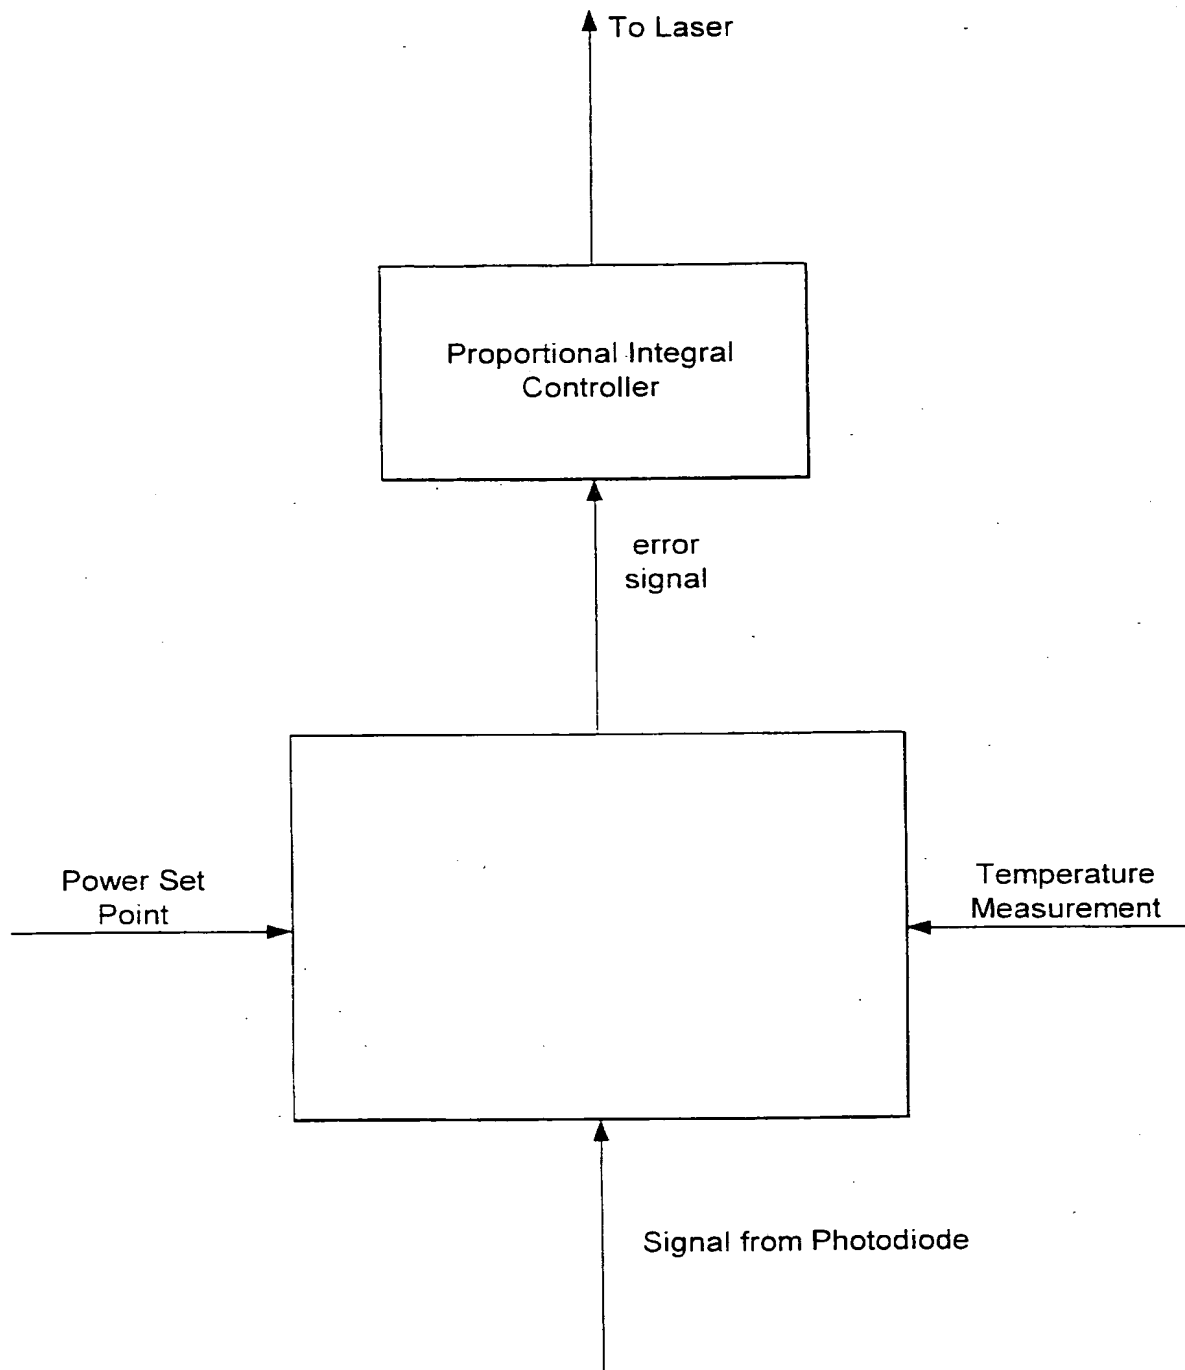 To Laser
Proportional Integral
Controller
error
signal
Power Set
Point
Temperature
Measurement
Signal from Photodiode